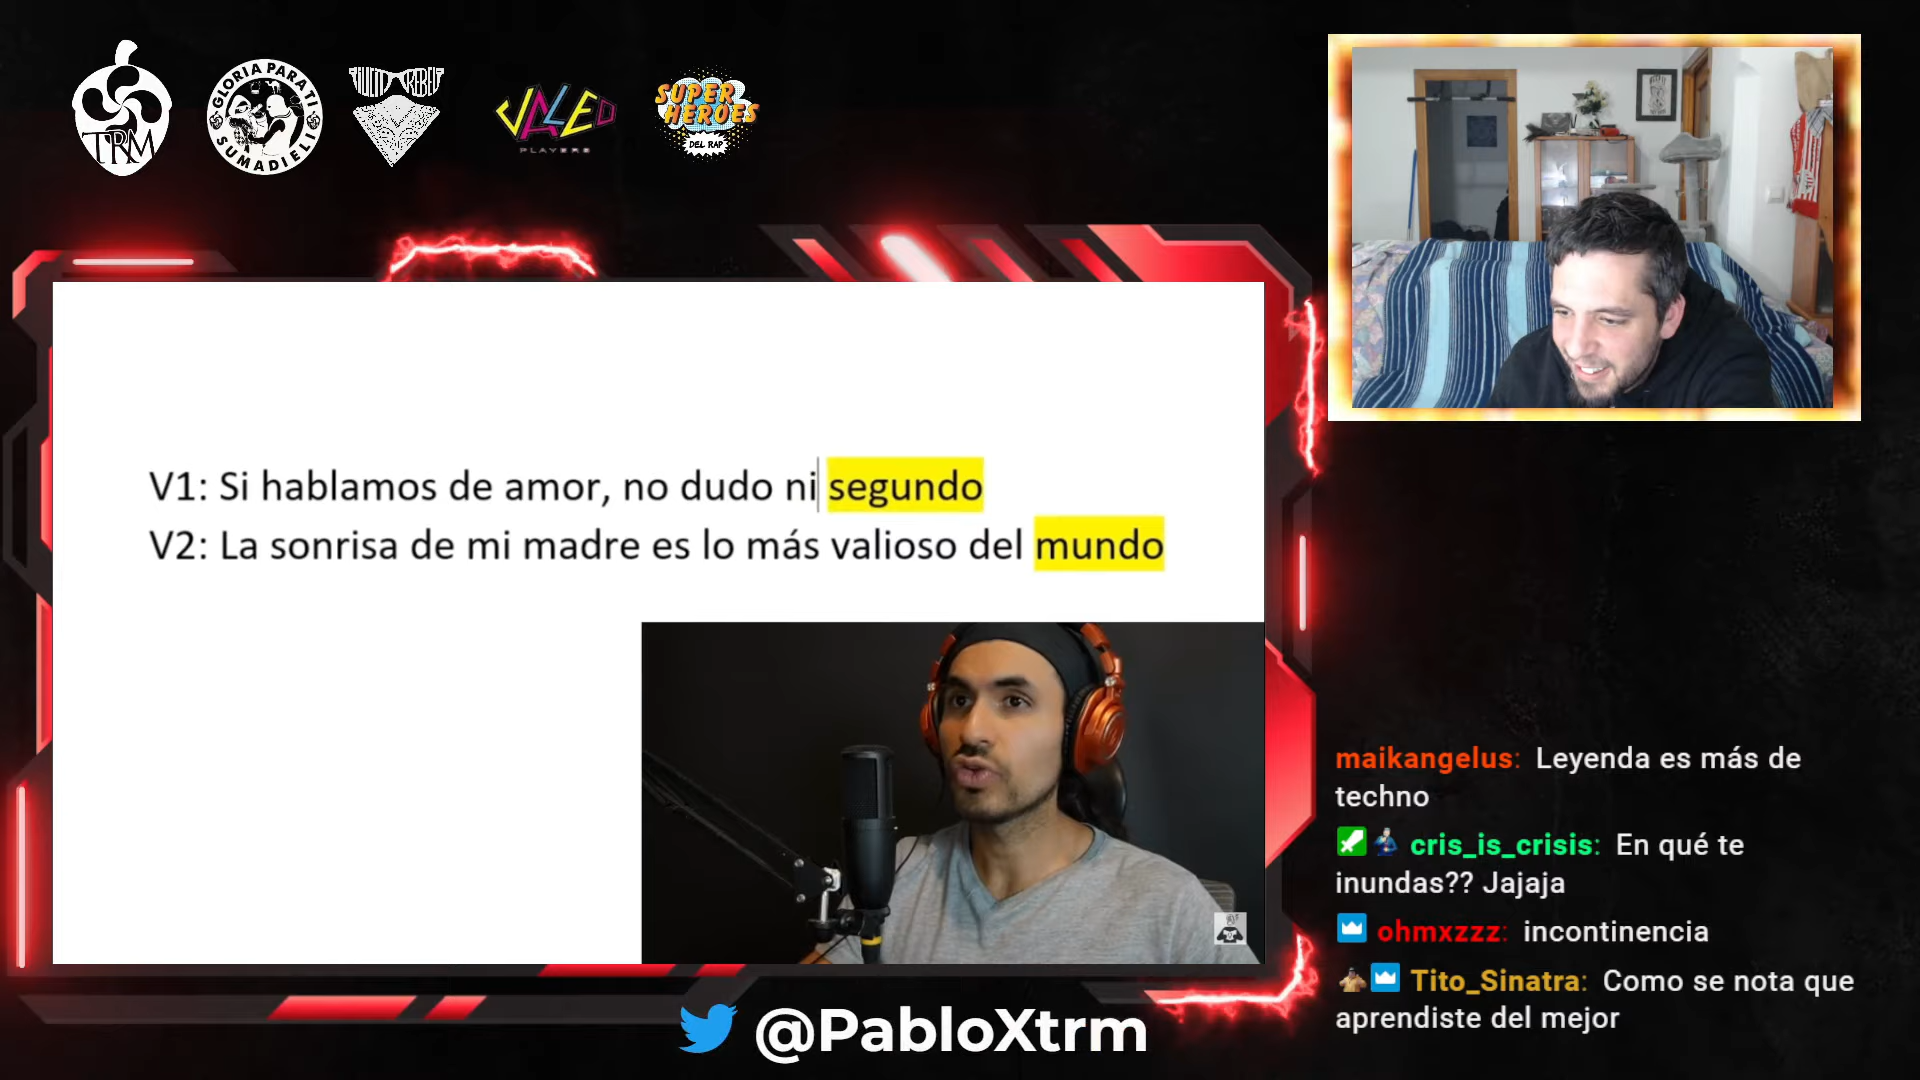 TRM
GLORIA PARA TI
SUMADIELI
REBEL
VALED
PLAYERS
SUPER
HEROES
DEL RAP
V1: Si hablamos de amor, no dudo ni segundo
V2: La sonrisa de mi madre es lo más valioso del mundo
maikangelus: Leyenda es más de
techno
cris_is_crisis: En qué te
inundas?? Jajaja
ohmxzzz: incontinencia
Tito_Sinatra: Como se nota que
aprendiste del mejor
@PabloXtrm